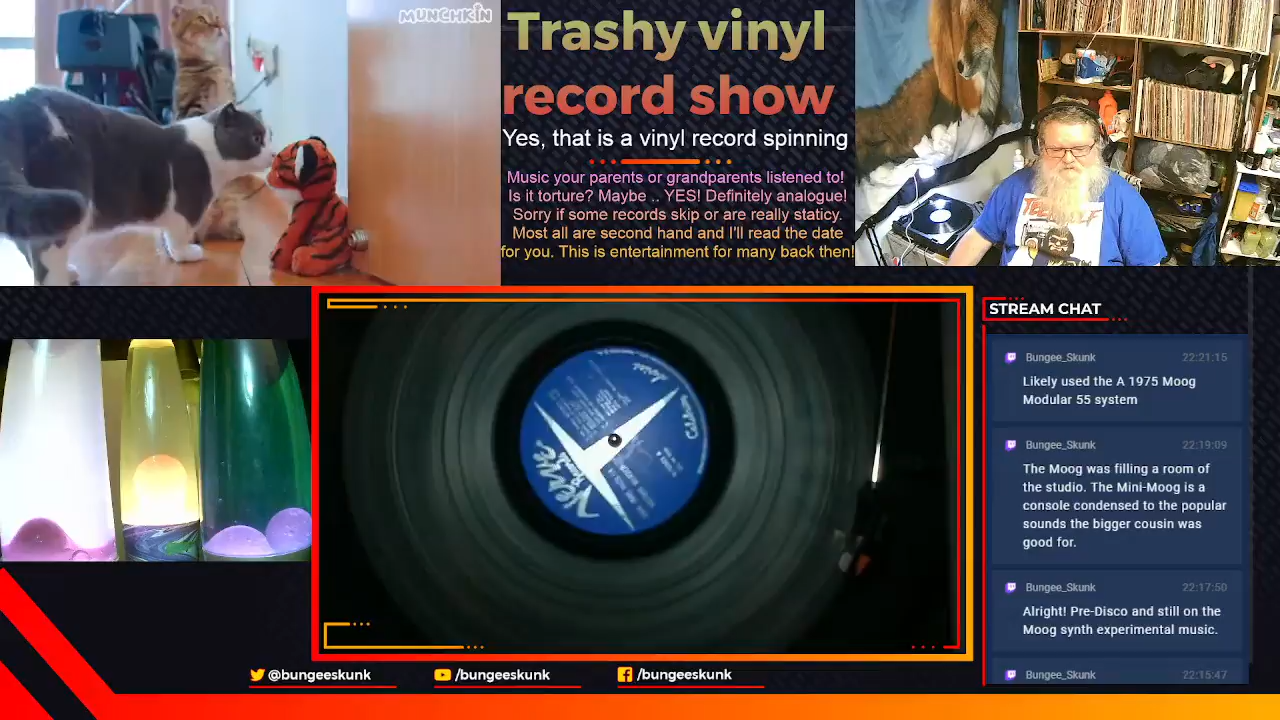 MUNCHKIN
Trashy vinyl
record show
Yes, that is a vinyl record spinning
Music your parents or grandparents listened to!
Is it torture? Maybe .. YES! Definitely analogue!
Sorry if some records skip or are really staticy.
Most all are second hand and I'll read the date
for you. This is entertainment for many back then!
TEEN WOLF
Verve
STREAM CHAT
Bungee_Skunk 22:21:15
Likely used the A 1975 Moog
Modular 55 system
Bungee_Skunk 22:19:09
The Moog was filling a room of
the studio. The Mini-Moog is a
console condensed to the popular
sounds the bigger cousin was
good for.
Bungee_Skunk 22:17:50
Alright! Pre-Disco and still on the
Moog synth experimental music.
Bungee_Skunk 22:15:47
@bungeeskunk
/bungeeskunk
/bungeeskunk